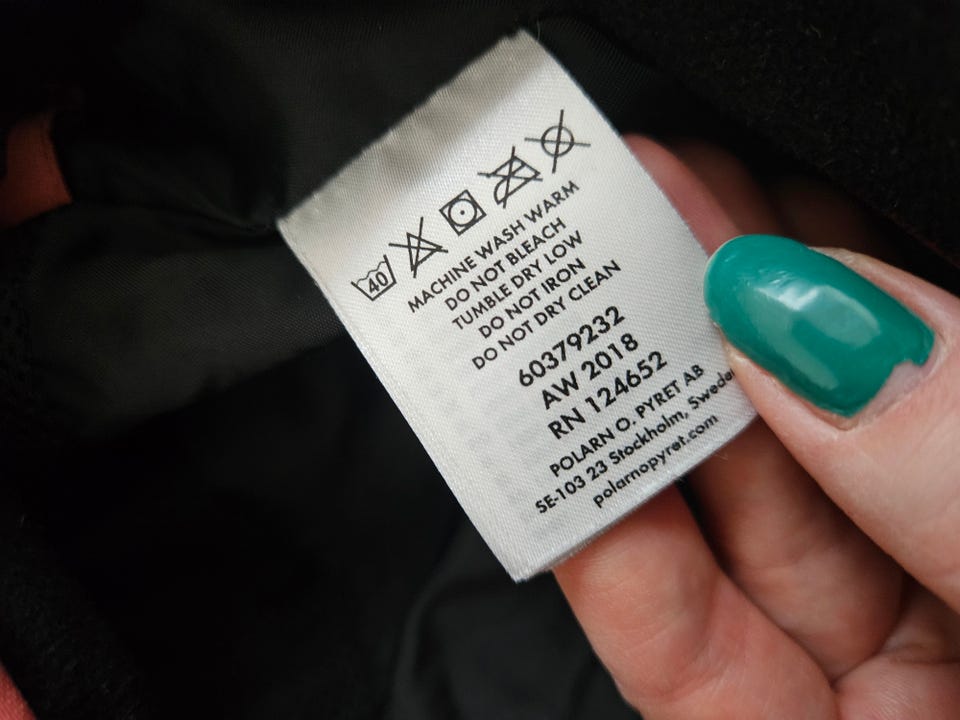 40
MACHINE WASH WARM
DO NOT BLEACH
TUMBLE DRY LOW
DO NOT IRON
DO NOT DRY CLEAN
60379232
AW 2018
RN 124652
POLARN O. PYRET AB
SE-103 23 Stockholm, Sweden
polarnopyret.com